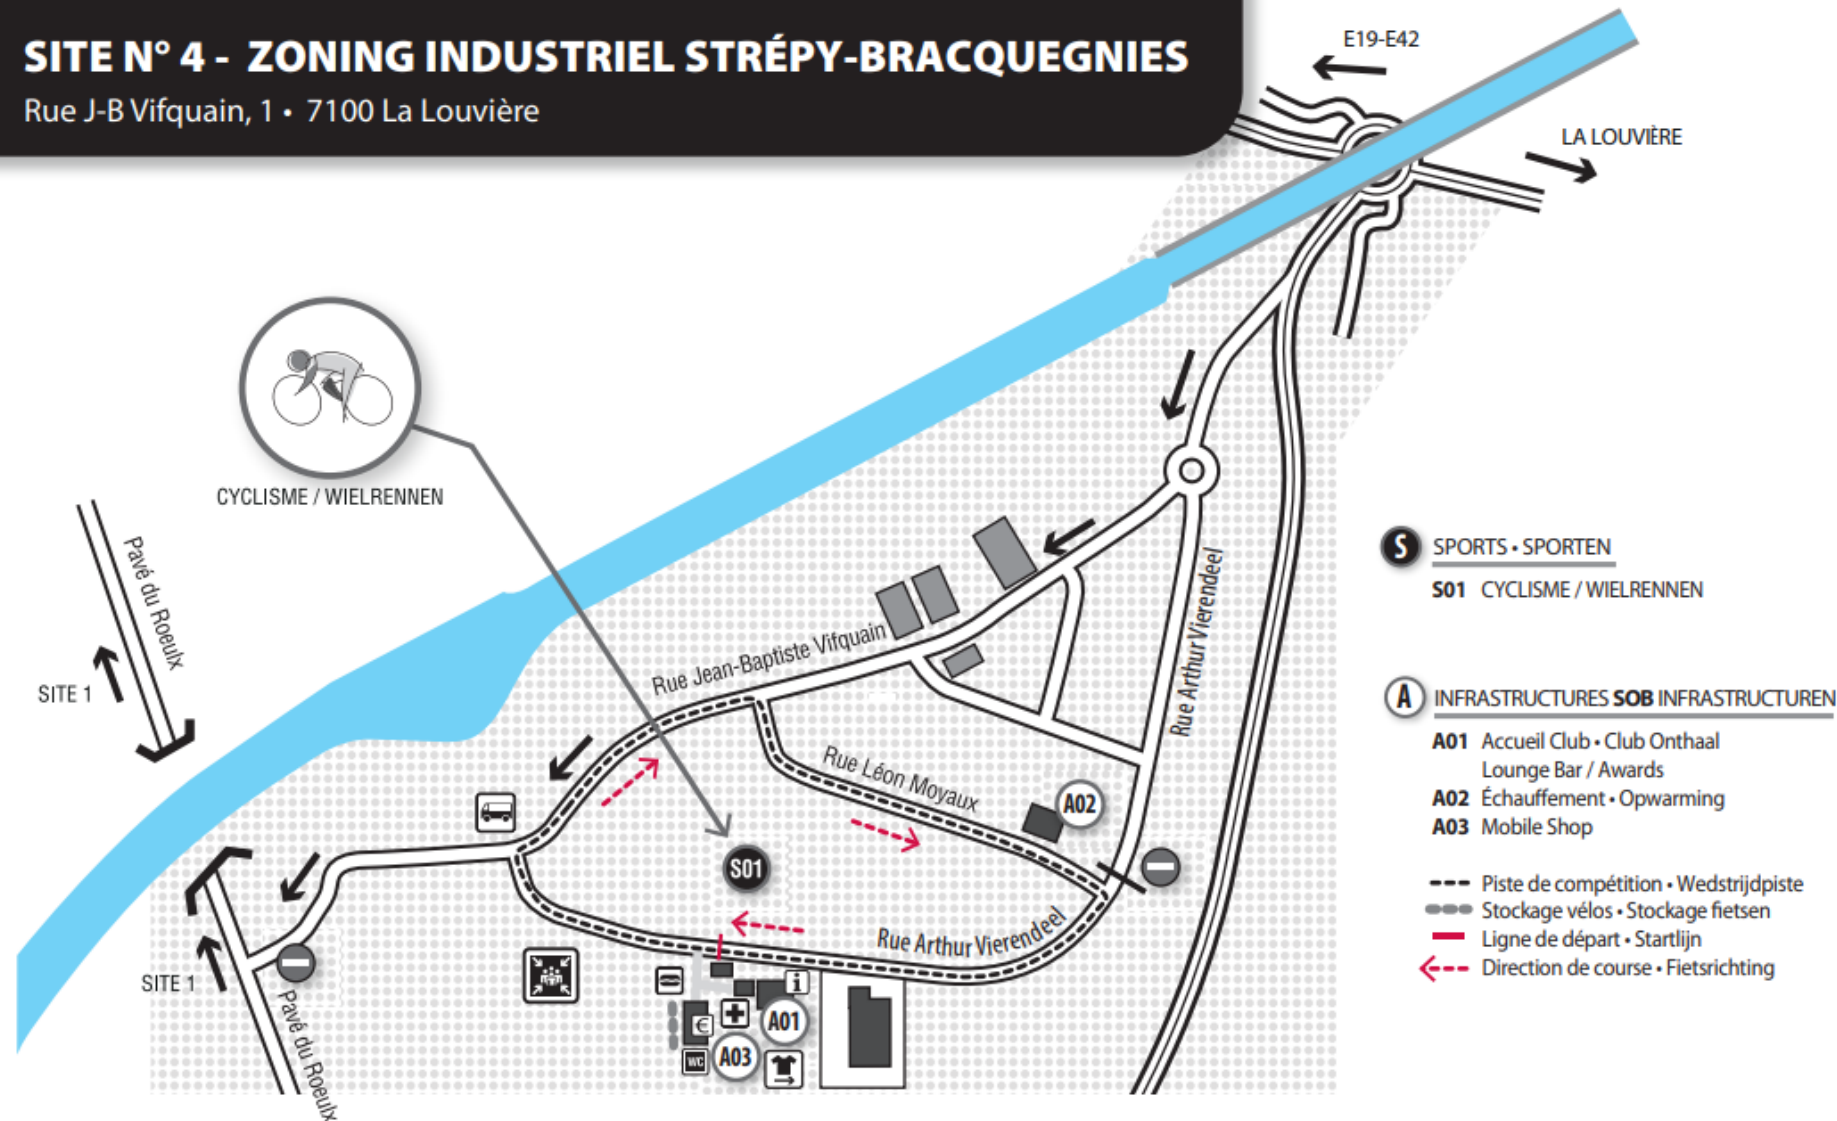 SITE N° 4 - ZONING INDUSTRIEL STRÉPY-BRACQUEGNIES
Rue J-B Vifquain, 1 • 7100 La Louvière
E19-E42
LA LOUVIÈRE
CYCLISME / WIELRENNEN
Pavé du Roeulx
SITE 1
Rue Jean-Baptiste Vifquain
Rue Arthur Vierendeel
Rue Léon Moyaux
A02
S01
Rue Arthur Vierendeel
SITE 1
Pavé du Roeulx
i
€
A01
WC
A03
S SPORTS • SPORTEN
S01 CYCLISME / WIELRENNEN
A INFRASTRUCTURES SOB INFRASTRUCTUREN
A01 Accueil Club • Club Onthaal
Lounge Bar / Awards
A02 Échauffement • Opwarming
A03 Mobile Shop
Piste de compétition • Wedstrijdpiste
Stockage vélos • Stockage fietsen
Ligne de départ • Startlijn
Direction de course • Fietsrichting